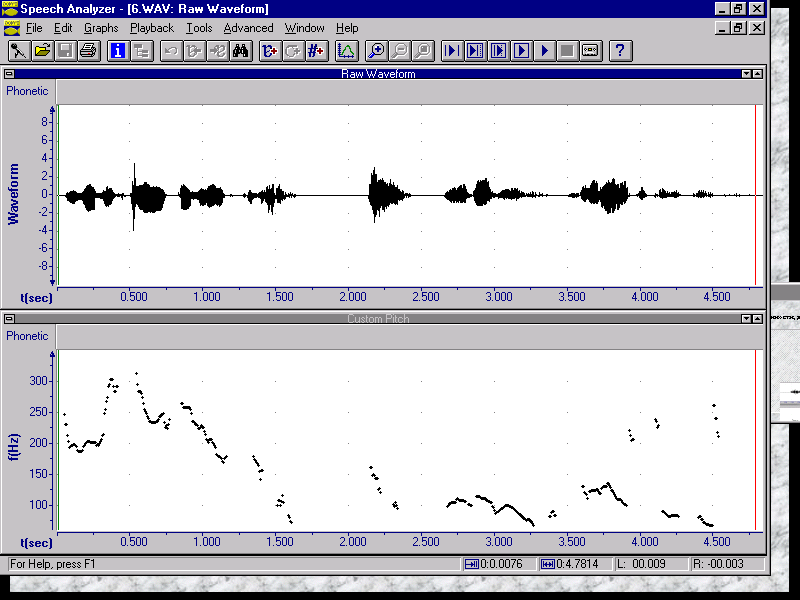 Speech Analyzer - [6.WAV: Raw Waveform]
File Edit Graphs Playback Tools Advanced Window Help
Raw Waveform
Phonetic
8
6
4
2
0
-2
-4
-6
-8
Waveform
t(sec) 0.500 1.000 1.500 2.000 2.500 3.000 3.500 4.000 4.500
Custom Pitch
Phonetic
300
250
200
150
100
f(Hz)
t(sec) 0.500 1.000 1.500 2.000 2.500 3.000 3.500 4.000 4.500
For Help, press F1 0:0.0076 0:4.7814 L: 00.009 R: -00.003